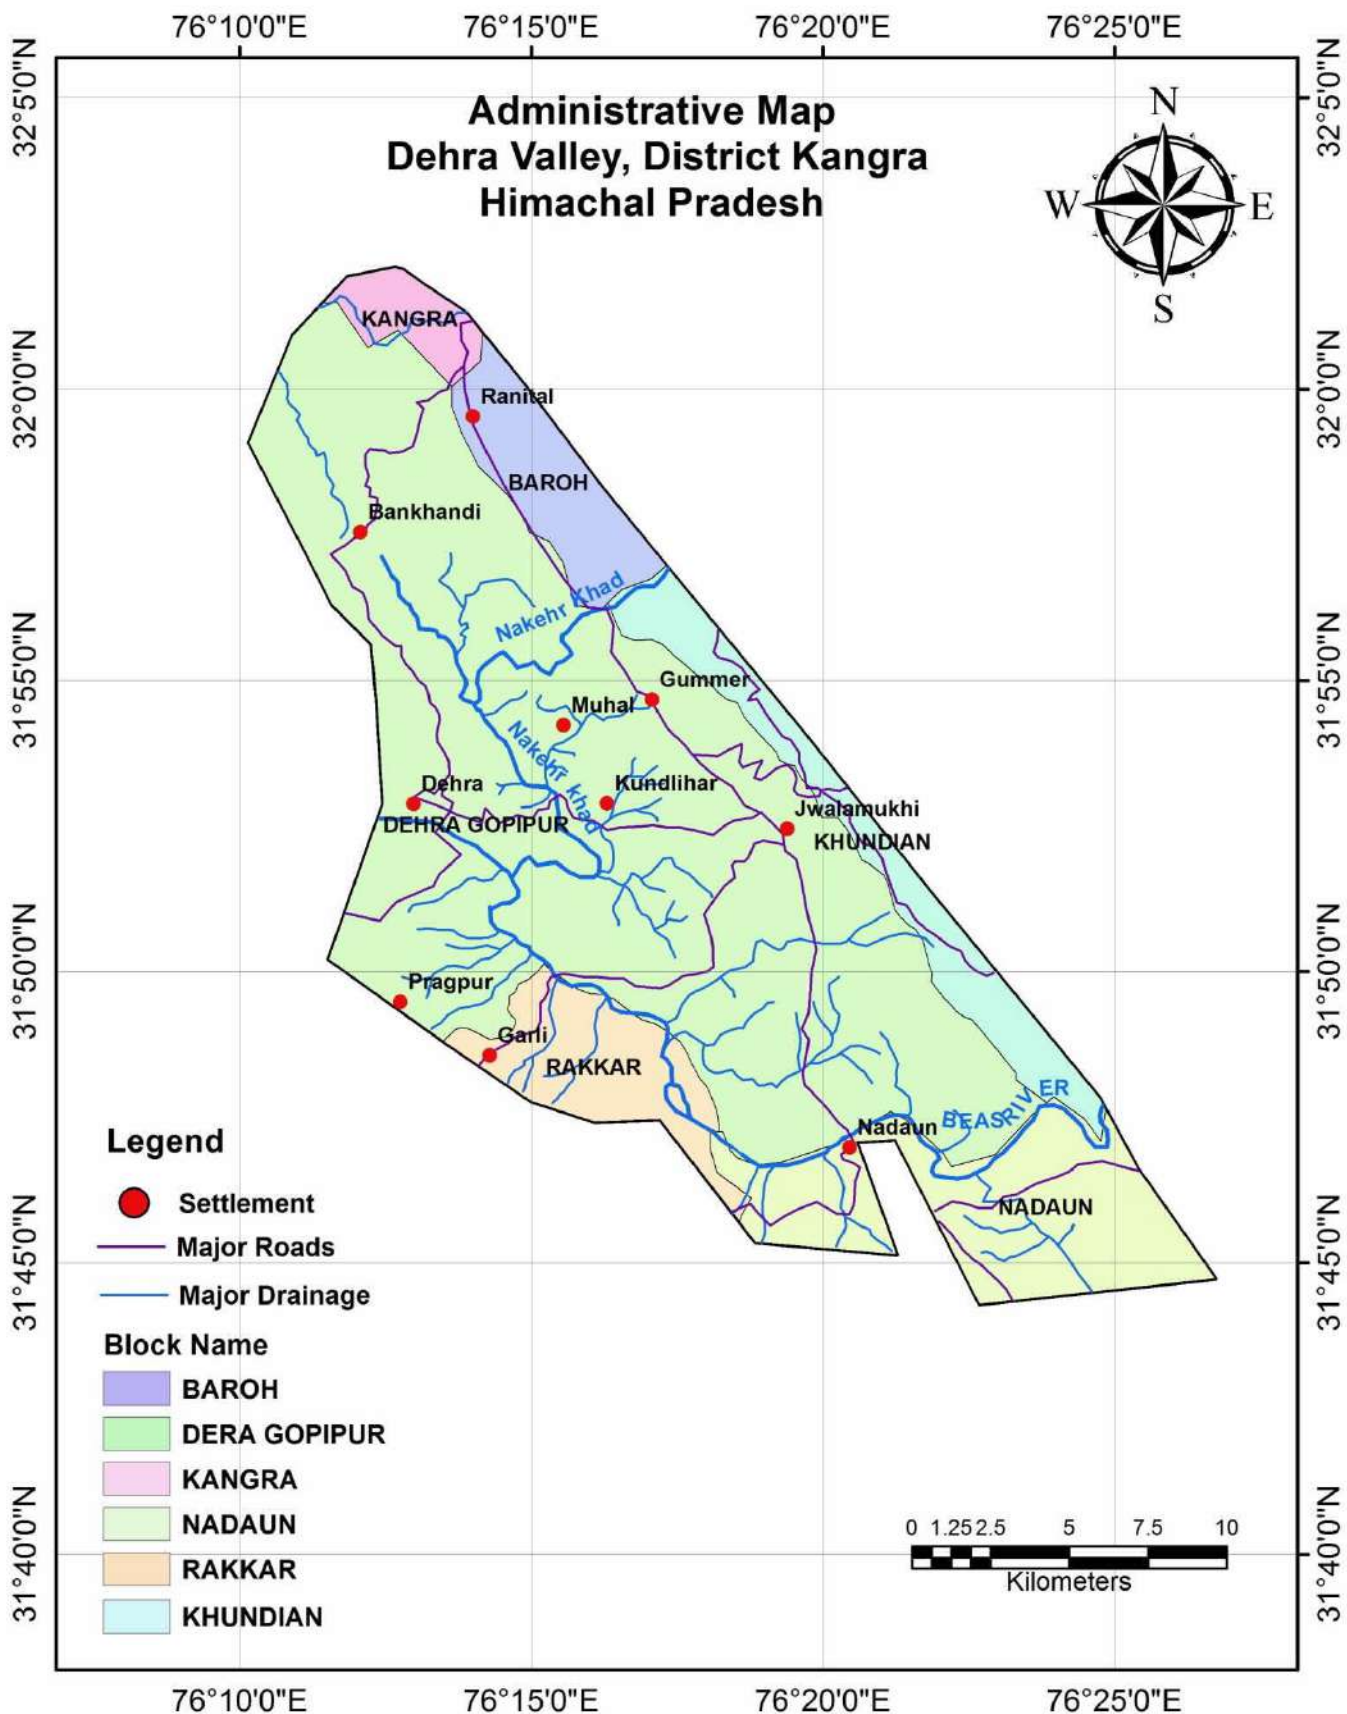 76°10'0"E 76°15'0"E 76°20'0"E 76°25'0"E
32°5'0"N
32°5'0"N
Administrative Map
Dehra Valley, District Kangra
Himachal Pradesh
N
W
E
S
KANGRA
32°0'0"N
32°0'0"N
Ranital
BAROH
Bankhandi
Nakehr Khad
31°55'0"N
31°55'0"N
Gummer
Muhal
Nakehr khad
Dehra
Kundlihar
Jwalamukhi
DEHRA GOPIPUR
KHUNDIAN
31°50'0"N
31°50'0"N
Pragpur
Garli
RAKKAR
BEAS RIVER
Nadaun
NADAUN
31°45'0"N
31°45'0"N
Legend
Settlement
Major Roads
Major Drainage
Block Name
BAROH
DERA GOPIPUR
KANGRA
NADAUN
RAKKAR
KHUNDIAN
0 1.25 2.5 5 7.5 10
Kilometers
31°40'0"N
31°40'0"N
76°10'0"E 76°15'0"E 76°20'0"E 76°25'0"E